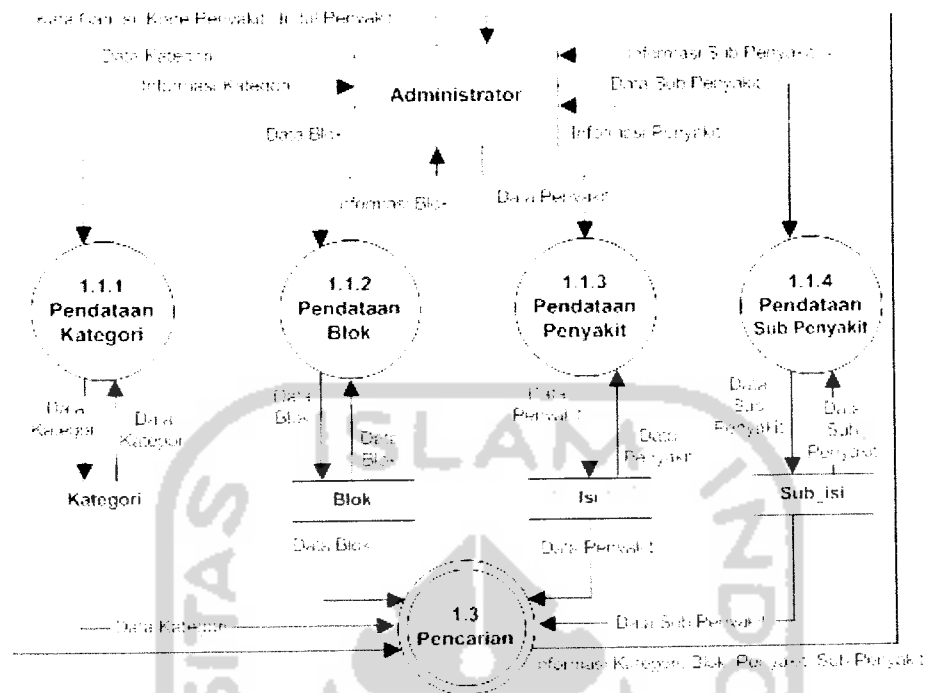 Data Kategori
Informasi Sub Penyakit
Informasi Kategori
Administrator
Data Sub Penyakit
Data Blok
Informasi Penyakit
Informasi Blok
Data Penyakit
1.1.1
Pendataan
Kategori
1.1.2
Pendataan
Blok
1.1.3
Pendataan
Penyakit
1.1.4
Pendataan
Sub Penyakit
Data
Kategori
Data
Kategori
Data
Blok
Data
Blok
Data
Penyakit
Data
Penyakit
Data
Sub
Penyakit
Data
Sub
Penyakit
Kategori
Blok
Isi
Sub_isi
Data Blok
Data Penyakit
1.3
Pencarian
Data Kategori
Data Sub Penyakit
Informasi Kategori, Blok, Penyakit, Sub Penyakit
ISLAM